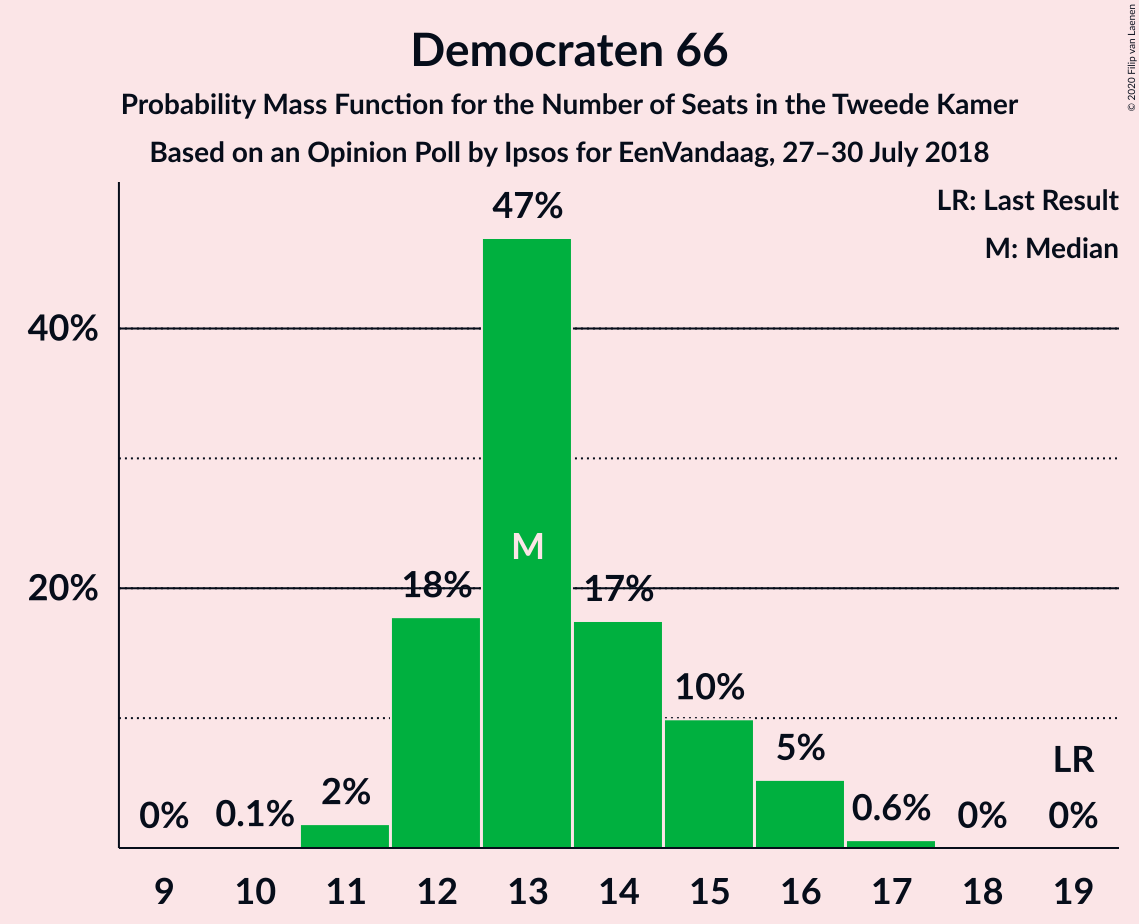 Democraten 66
Probability Mass Function for the Number of Seats in the Tweede Kamer
Based on an Opinion Poll by Ipsos for EenVandaag, 27–30 July 2018
© 2020 Filip van Laenen
LR: Last Result
M: Median
40%
20%
0%
0.1%
2%
18%
47%
M
17%
10%
5%
0.6%
0%
LR
0%
9 10 11 12 13 14 15 16 17 18 19